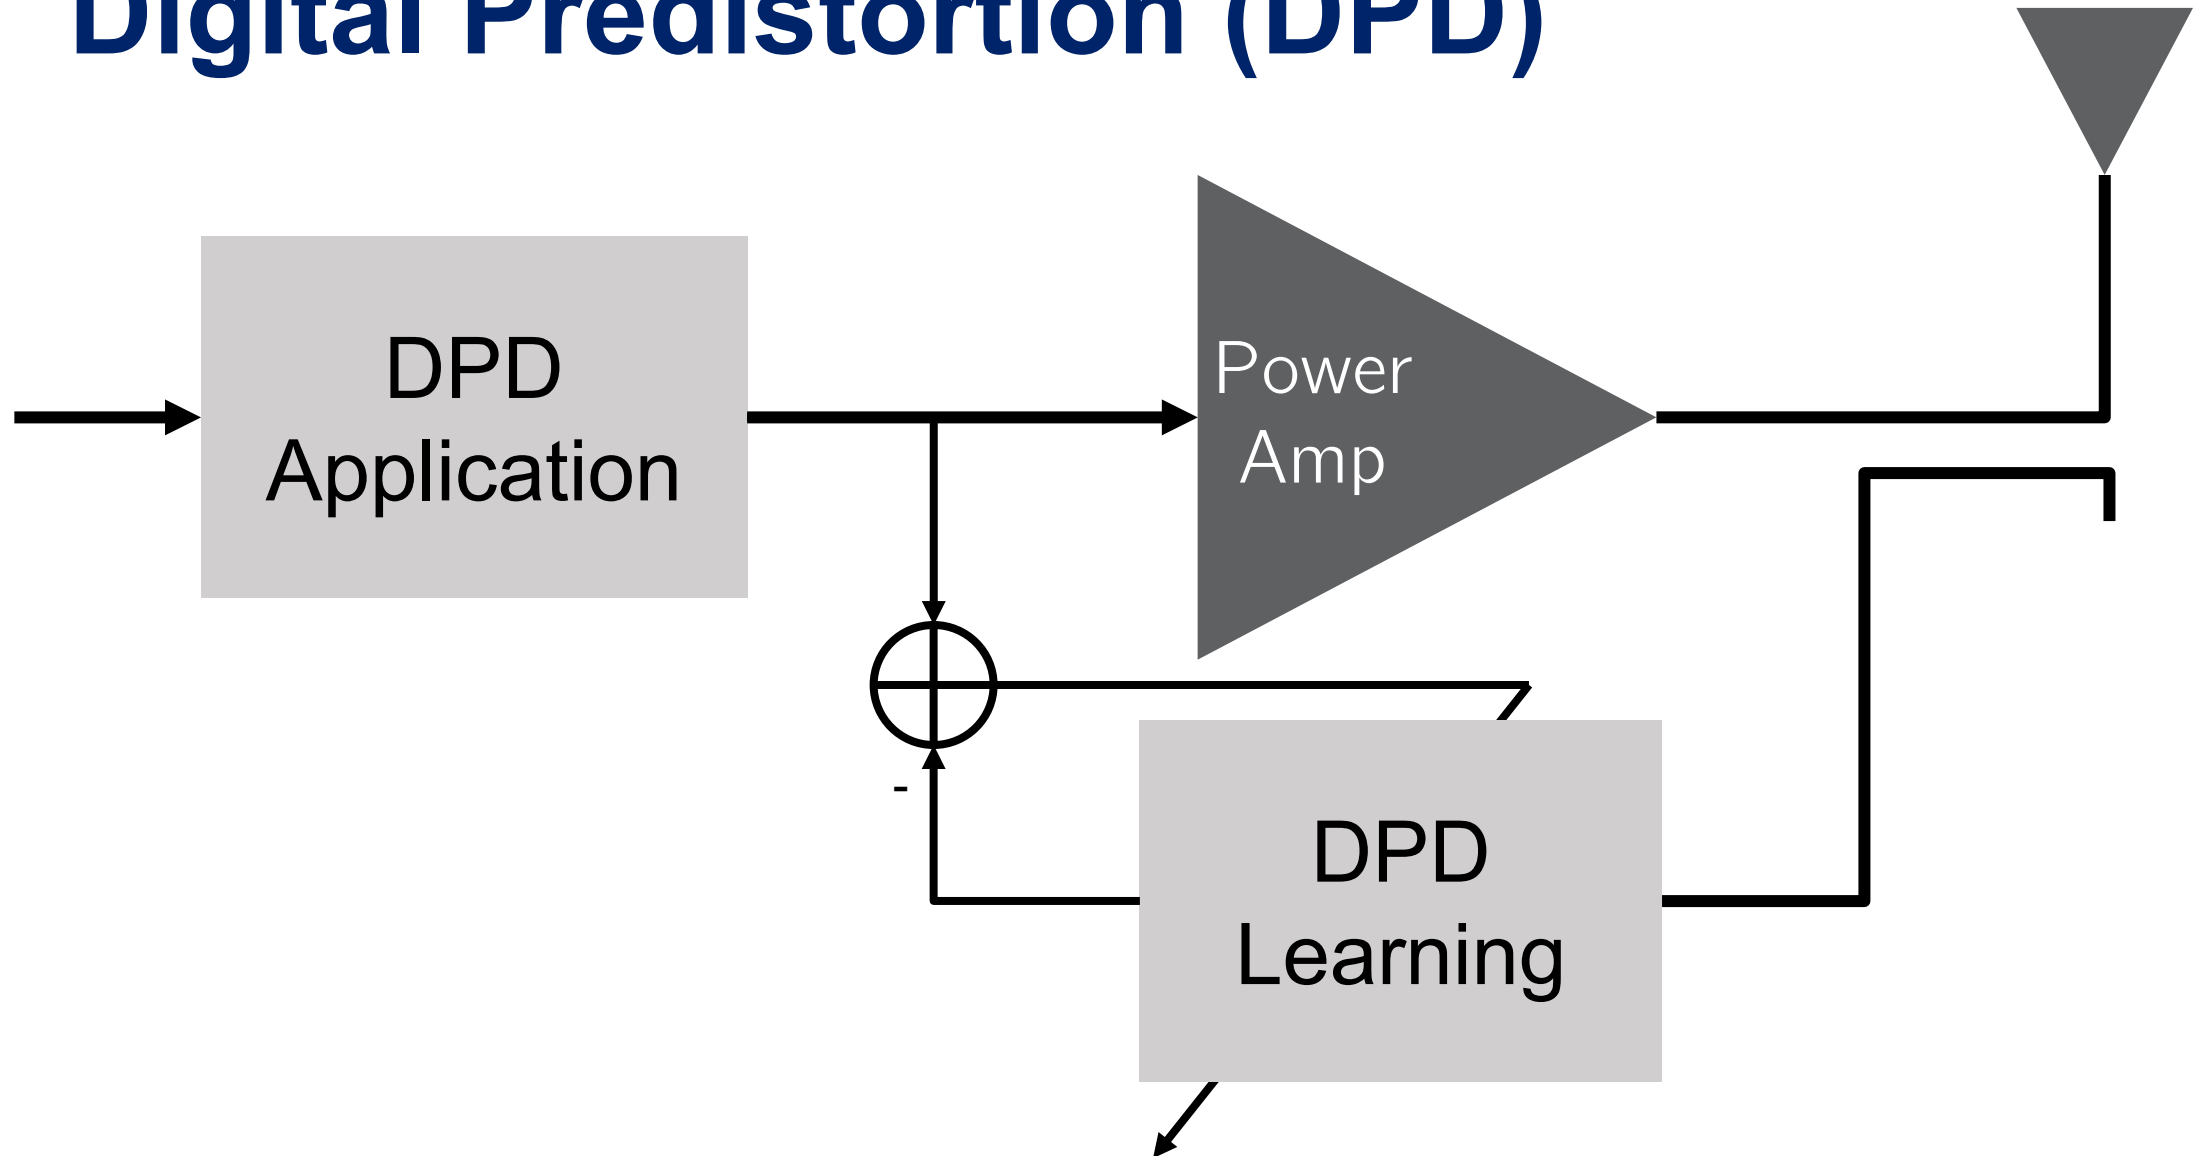 Digital Predistortion (DPD)
DPD
Application
Power
Amp
-
DPD
Learning